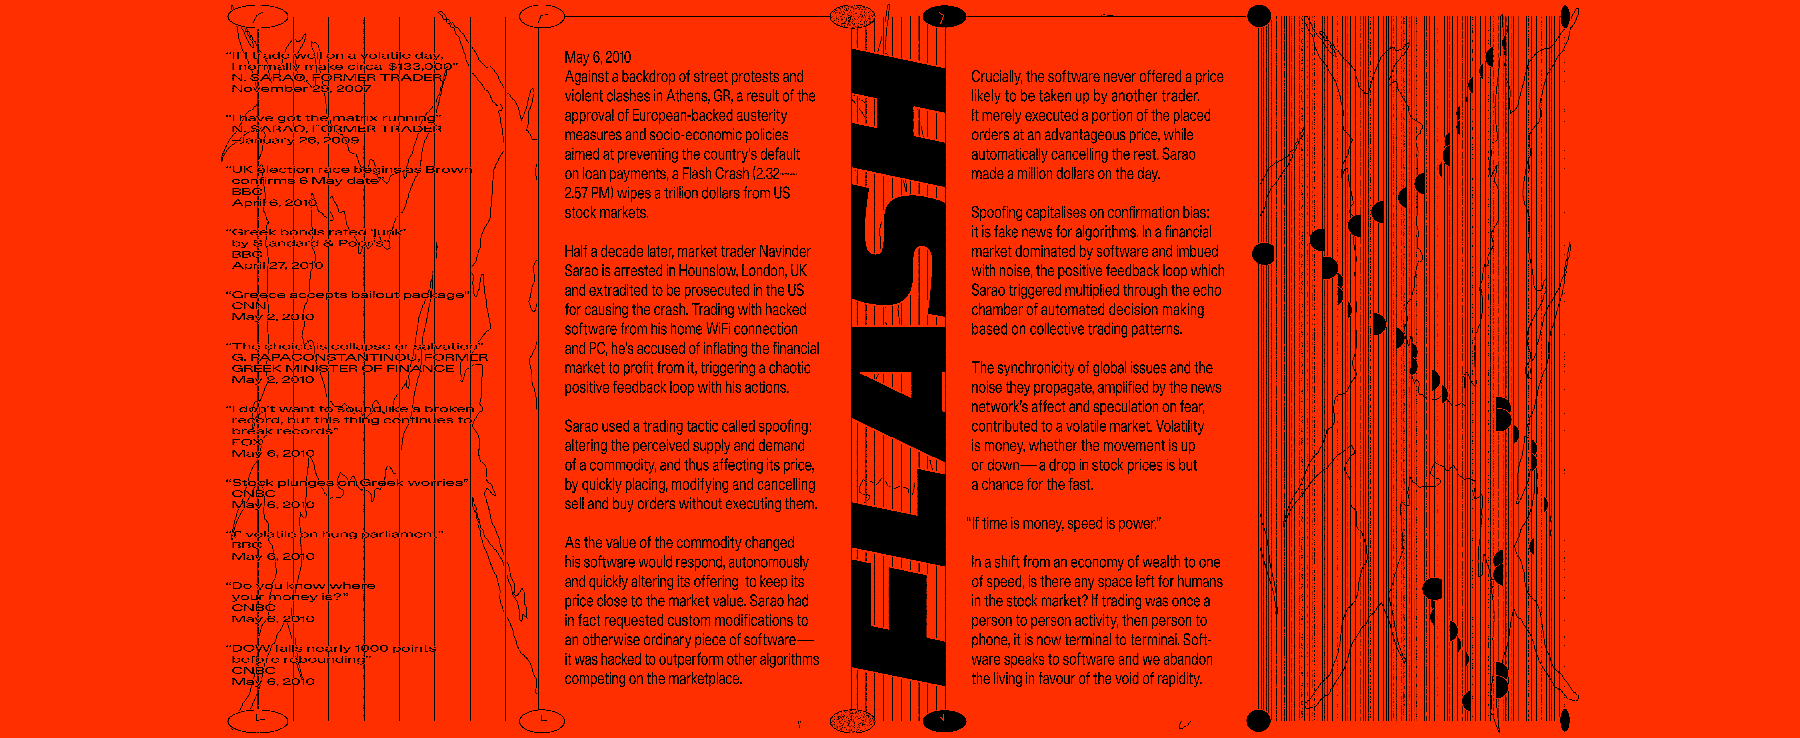 "If I trade well on a volatile day,
I normally make circa $133,000"
N. SARAO, FORMER TRADER
November 29, 2007
"I have got the matrix running"
N. SARAO, FORMER TRADER
January 26, 2009
"UK election race begins as Brown
confirms 6 May date"
BBC
April 6, 2010
"Greek bonds rated 'junk'
by Standard & Poor's"
BBC
April 27, 2010
"Greece accepts bailout package"
CNN
May 2, 2010
"The choice is collapse or salvation"
G. PAPACONSTANTINOU, FORMER
GREEK MINISTER OF FINANCE
May 2, 2010
"I don't want to sound like a broken
record, but this thing continues to
break records"
FOX
May 6, 2010
"Stock plunges on Greek worries"
CNBC
May 6, 2010
volatile on hung parliament"
BBC
May 6, 2010
"Do you know where
your money is?"
CNBC
May 6, 2010
"DOW falls nearly 1000 points
before rebounding"
CNBC
May 6, 2010
May 6, 2010
Against a backdrop of street protests and
violent clashes in Athens, GR, a result of the
approval of European-backed austerity
measures and socio-economic policies
aimed at preventing the country's default
on loan payments, a Flash Crash (2.32—
2.57 PM) wipes a trillion dollars from US
stock markets.
Half a decade later, market trader Navinder
Sarao is arrested in Hounslow, London, UK
and extradited to be prosecuted in the US
for causing the crash. Trading with hacked
software from his home WiFi connection
and PC, he's accused of inflating the financial
market to profit from it, triggering a chaotic
positive feedback loop with his actions.
Sarao used a trading tactic called spoofing:
altering the perceived supply and demand
of a commodity, and thus affecting its price,
by quickly placing, modifying and cancelling
sell and buy orders without executing them.
As the value of the commodity changed
his software would respond, autonomously
and quickly altering its offering to keep its
price close to the market value. Sarao had
in fact requested custom modifications to
an otherwise ordinary piece of software—
it was hacked to outperform other algorithms
competing on the marketplace.
FLASH
Crucially, the software never offered a price
likely to be taken up by another trader.
It merely executed a portion of the placed
orders at an advantageous price, while
automatically cancelling the rest. Sarao
made a million dollars on the day.
Spoofing capitalises on confirmation bias:
it is fake news for algorithms. In a financial
market dominated by software and imbued
with noise, the positive feedback loop which
Sarao triggered multiplied through the echo
chamber of automated decision making
based on collective trading patterns.
The synchronicity of global issues and the
noise they propagate, amplified by the news
network's affect and speculation on fear,
contributed to a volatile market. Volatility
is money, whether the movement is up
or down—a drop in stock prices is but
a chance for the fast.
"If time is money, speed is power."
In a shift from an economy of wealth to one
of speed, is there any space left for humans
in the stock market? If trading was once a
person to person activity, then person to
phone, it is now terminal to terminal. Soft-
ware speaks to software and we abandon
the living in favour of the void of rapidity.